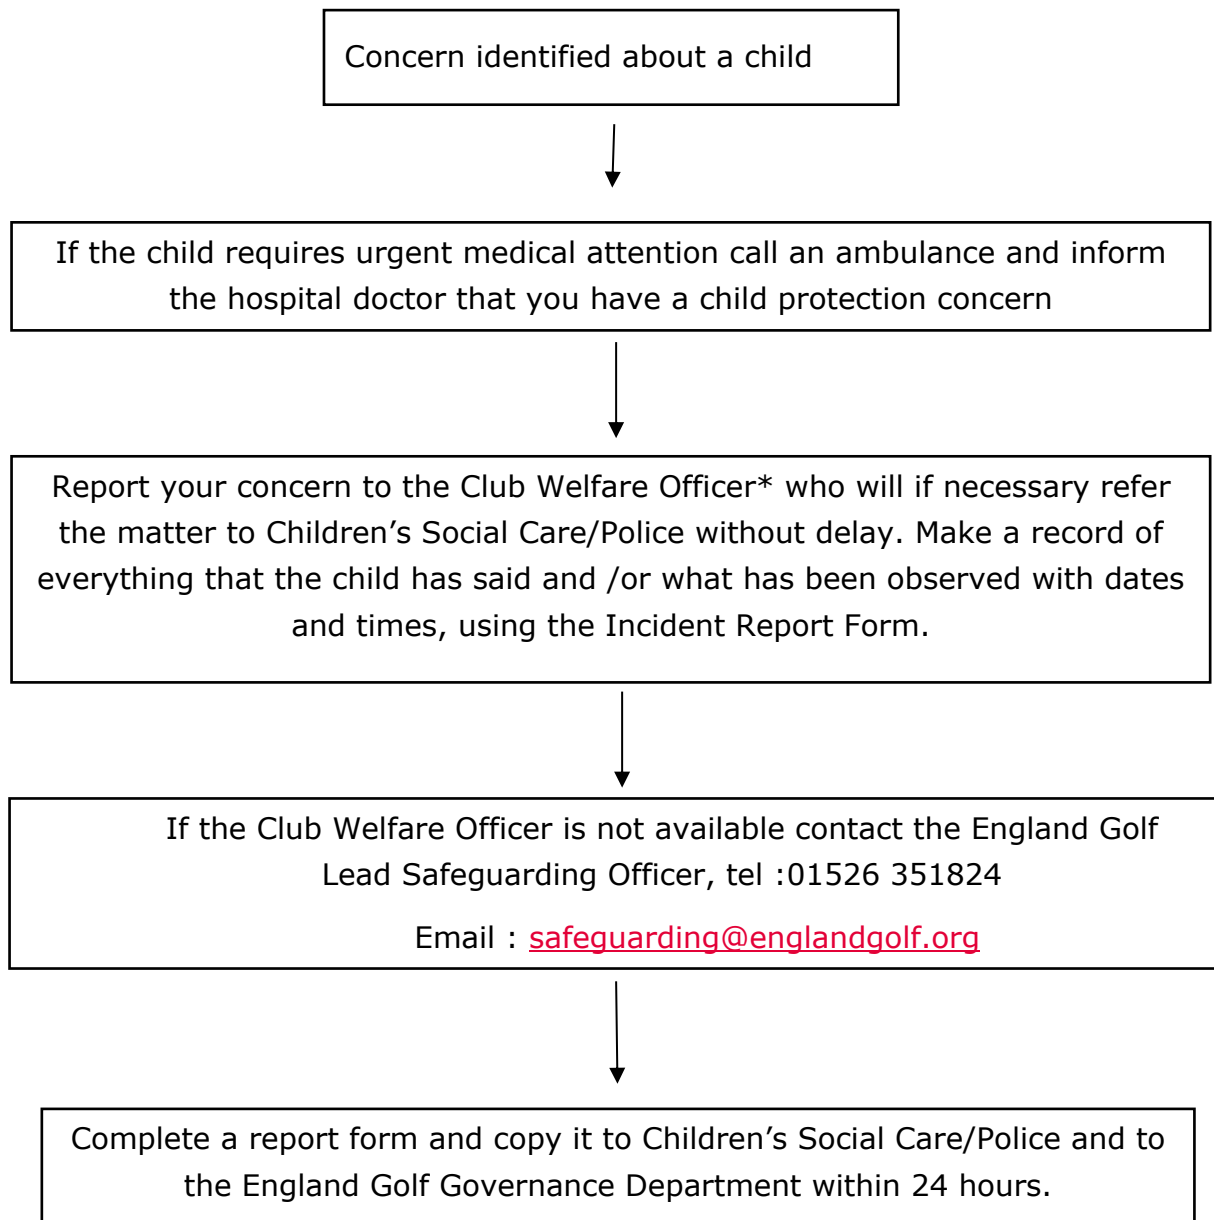 Concern identified about a child
If the child requires urgent medical attention call an ambulance and inform
the hospital doctor that you have a child protection concern
Report your concern to the Club Welfare Officer* who will if necessary refer
the matter to Children’s Social Care/Police without delay. Make a record of
everything that the child has said and /or what has been observed with dates
and times, using the Incident Report Form.
If the Club Welfare Officer is not available contact the England Golf
Lead Safeguarding Officer, tel :01526 351824
Email : safeguarding@englandgolf.org
Complete a report form and copy it to Children’s Social Care/Police and to
the England Golf Governance Department within 24 hours.